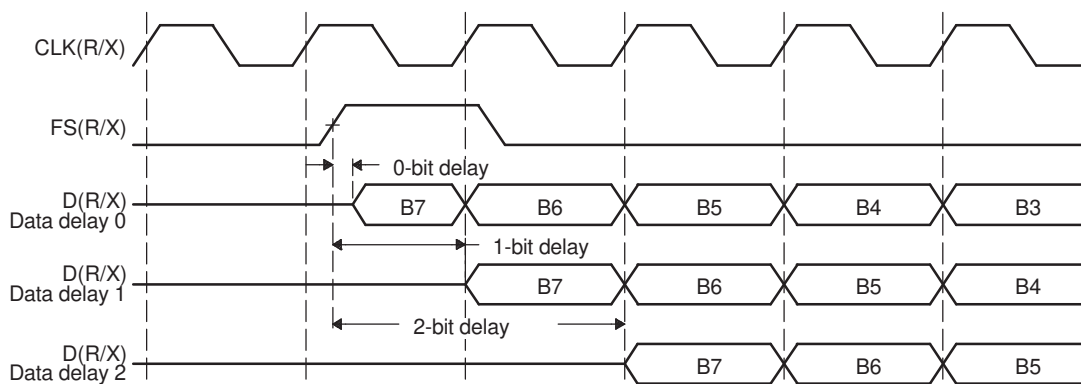 CLK(R/X)
FS(R/X)
0-bit delay
D(R/X)
Data delay 0
B7 B6 B5 B4 B3
1-bit delay
D(R/X)
Data delay 1
B7 B6 B5 B4
2-bit delay
D(R/X)
Data delay 2
B7 B6 B5